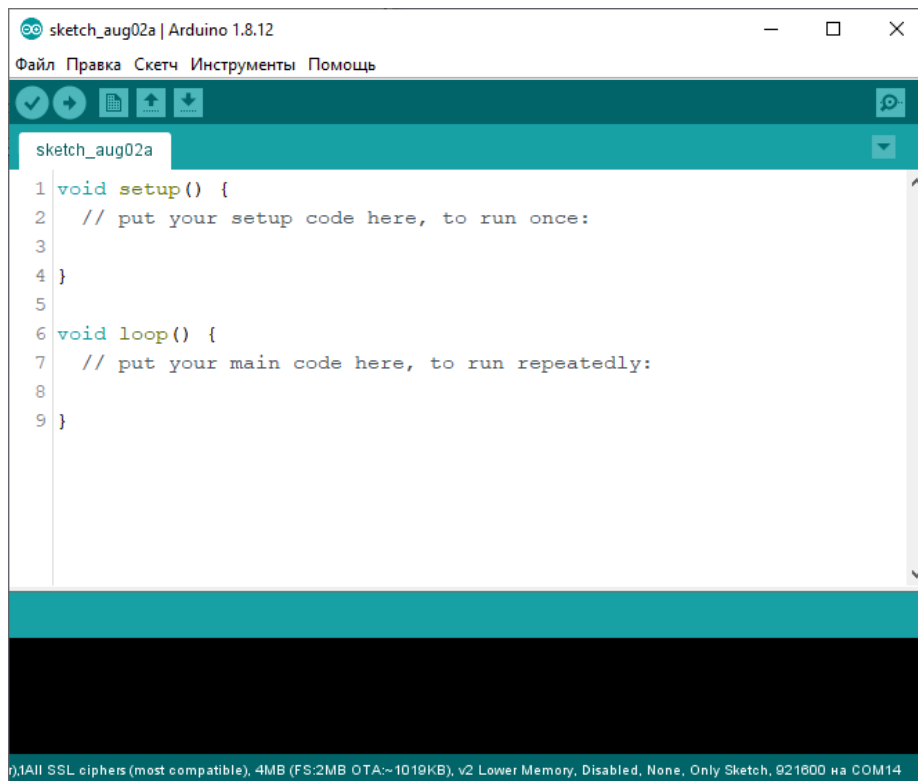 sketch_aug02a | Arduino 1.8.12
Файл Правка Скетч Инструменты Помощь
sketch_aug02a
1 void setup() {
2 // put your setup code here, to run once:
3
4 }
5
6 void loop() {
7 // put your main code here, to run repeatedly:
8
9 }
r),1All SSL ciphers (most compatible), 4MB (FS:2MB OTA:~1019KB), v2 Lower Memory, Disabled, None, Only Sketch, 921600 на COM14